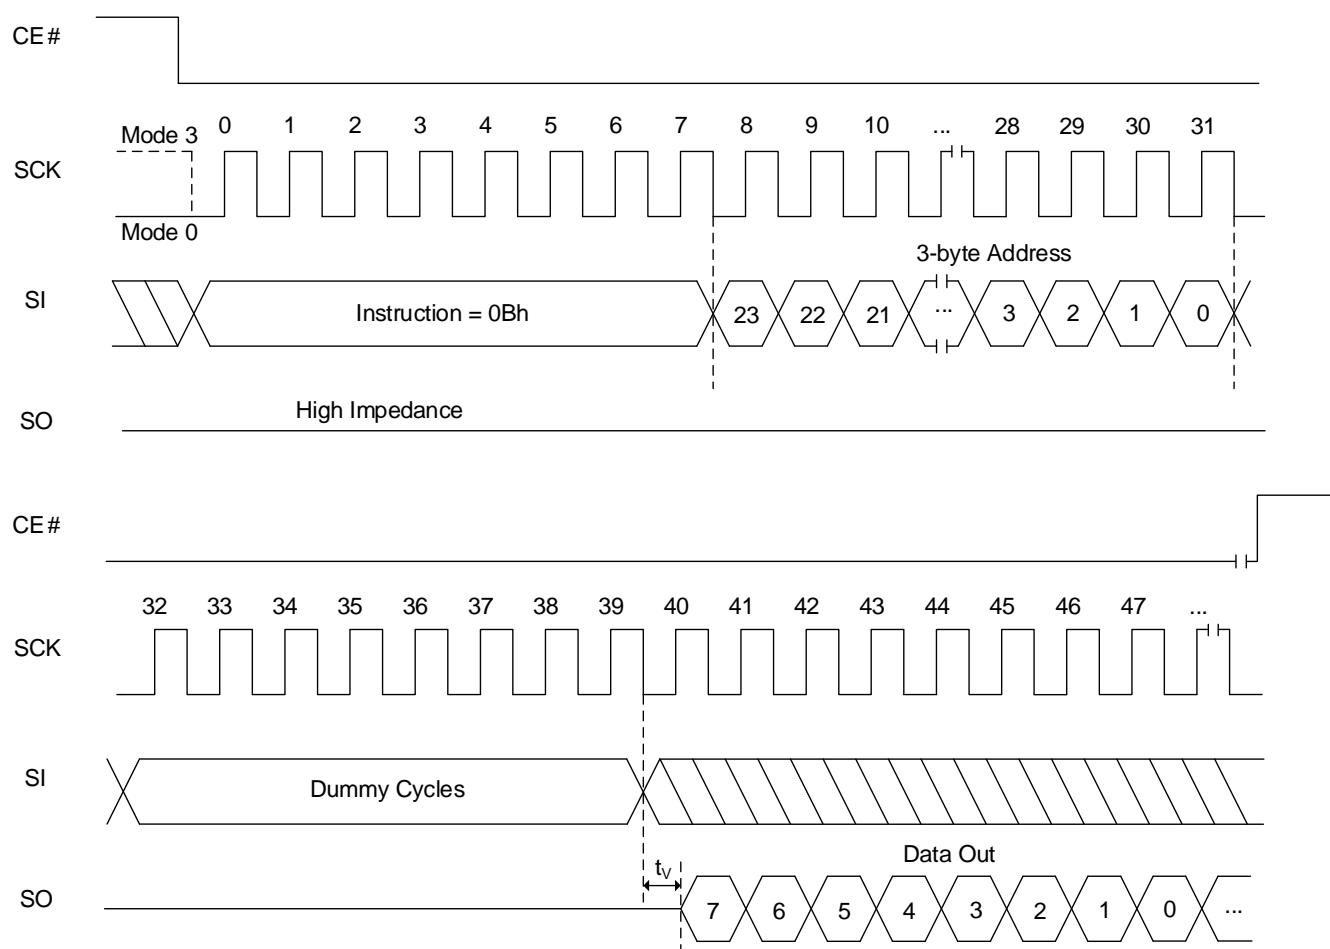 CE#
Mode 3 0 1 2 3 4 5 6 7 8 9 10 ... 28 29 30 31
SCK
Mode 0
3-byte Address
SI Instruction = 0Bh 23 22 21 ... 3 2 1 0
High Impedance
SO
CE#
32 33 34 35 36 37 38 39 40 41 42 43 44 45 46 47 ...
SCK
SI Dummy Cycles
Data Out
tV
SO 7 6 5 4 3 2 1 0 ...